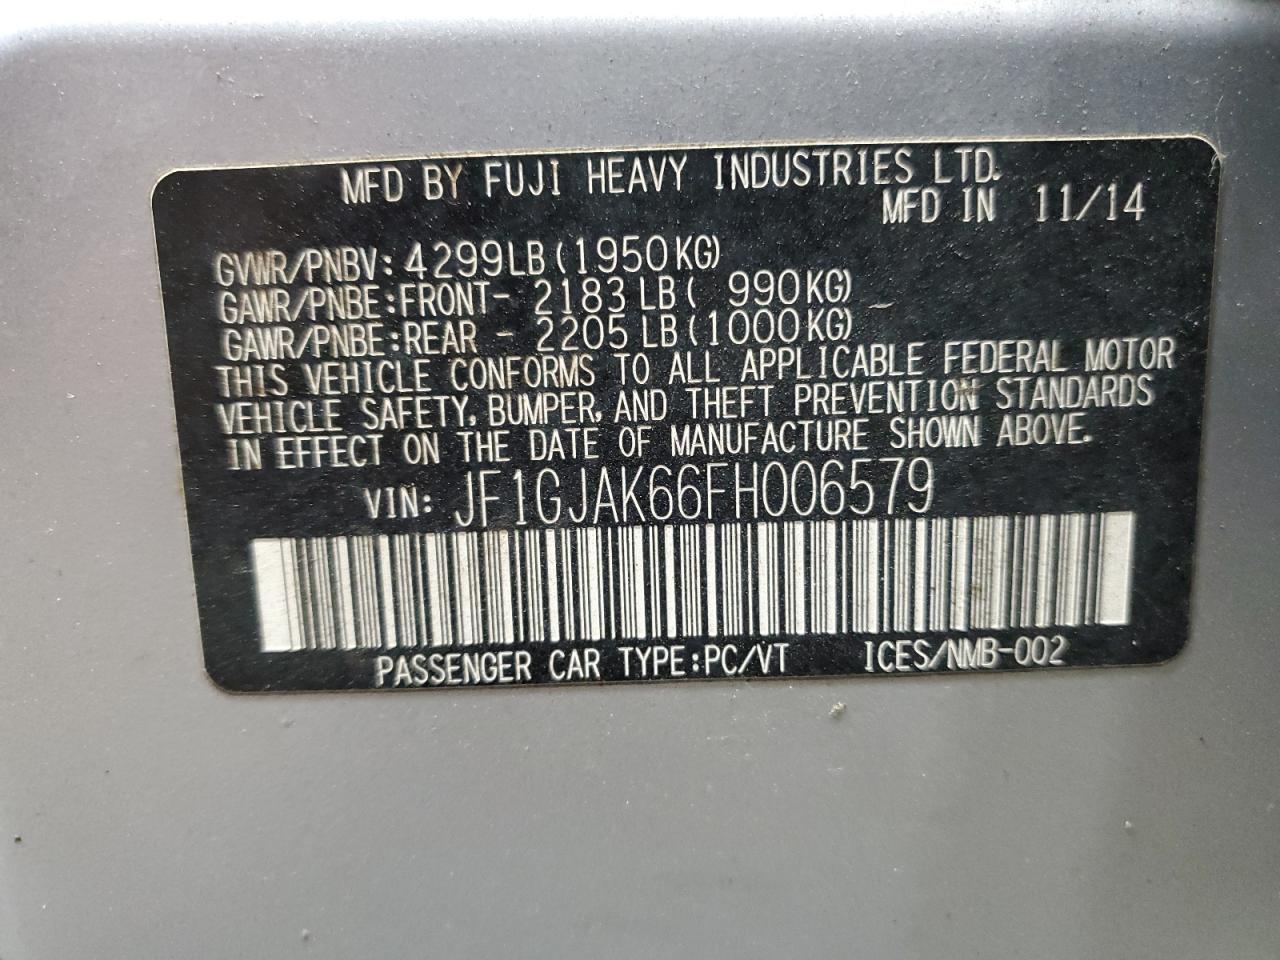 MFD BY FUJI HEAVY INDUSTRIES LTD.
MFD IN 11/14
GVWR/PNBV: 4299LB (1950KG)
GAWR/PNBE:FRONT- 2183 LB( 990KG)
GAWR/PNBE:REAR - 2205 LB(1000KG)
THIS VEHICLE CONFORMS TO ALL APPLICABLE FEDERAL MOTOR
VEHICLE SAFETY, BUMPER, AND THEFT PREVENTION STANDARDS
IN EFFECT ON THE DATE OF MANUFACTURE SHOWN ABOVE.
VIN: JF1GJAK66FH006579
PASSENGER CAR TYPE:PC/VT ICES/NMB-002